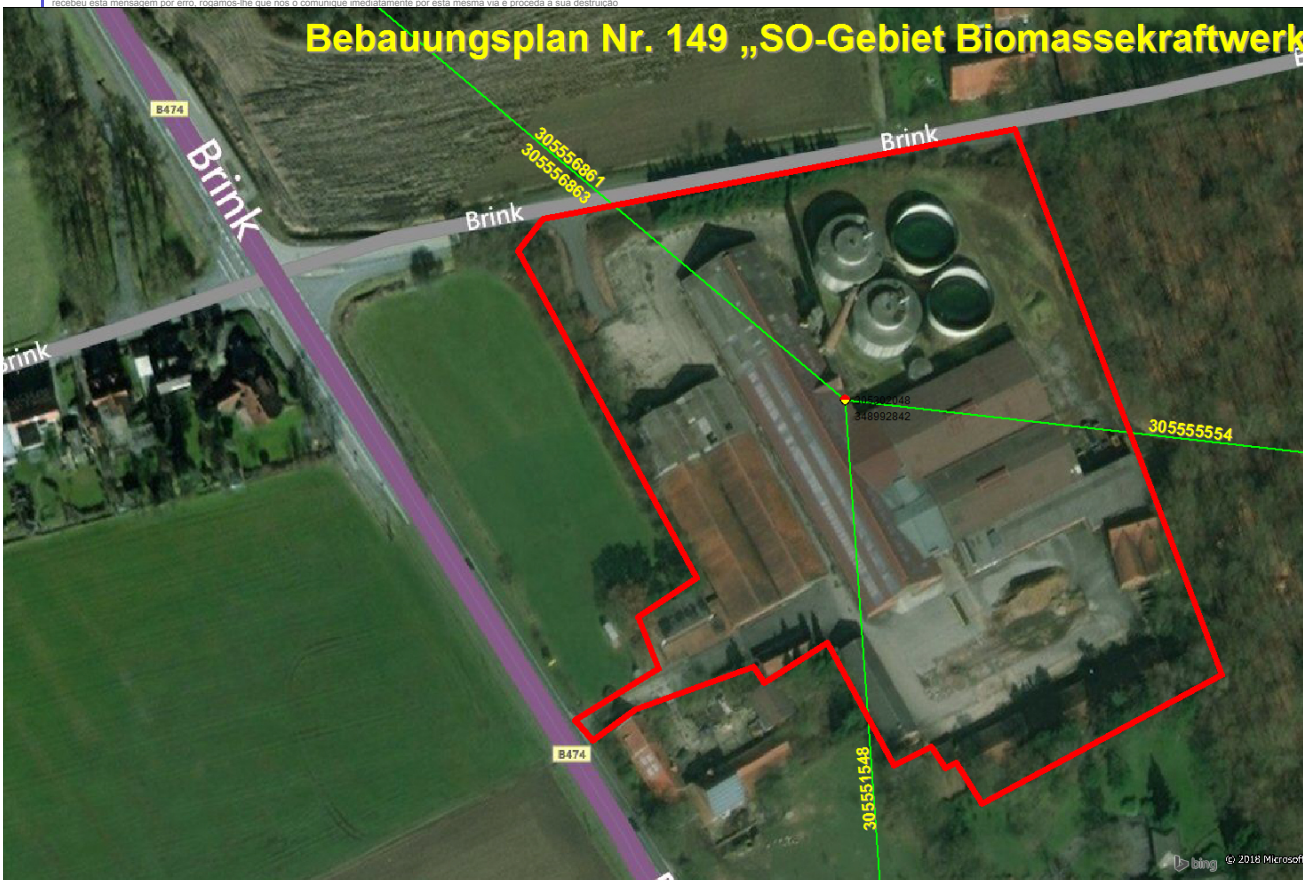 recebeu esta mensagem por erro, rogamos-lhe que nos o comunique imediatamente por esta mesma via e proceda a sua destruição
Bebauungsplan Nr. 149 „SO-Gebiet Biomassekraftwerk
B474
Brink
Brink
305556861
305556863
Brink
Brink
348992842
305555554
B474
305551548
bing © 2018 Microsoft